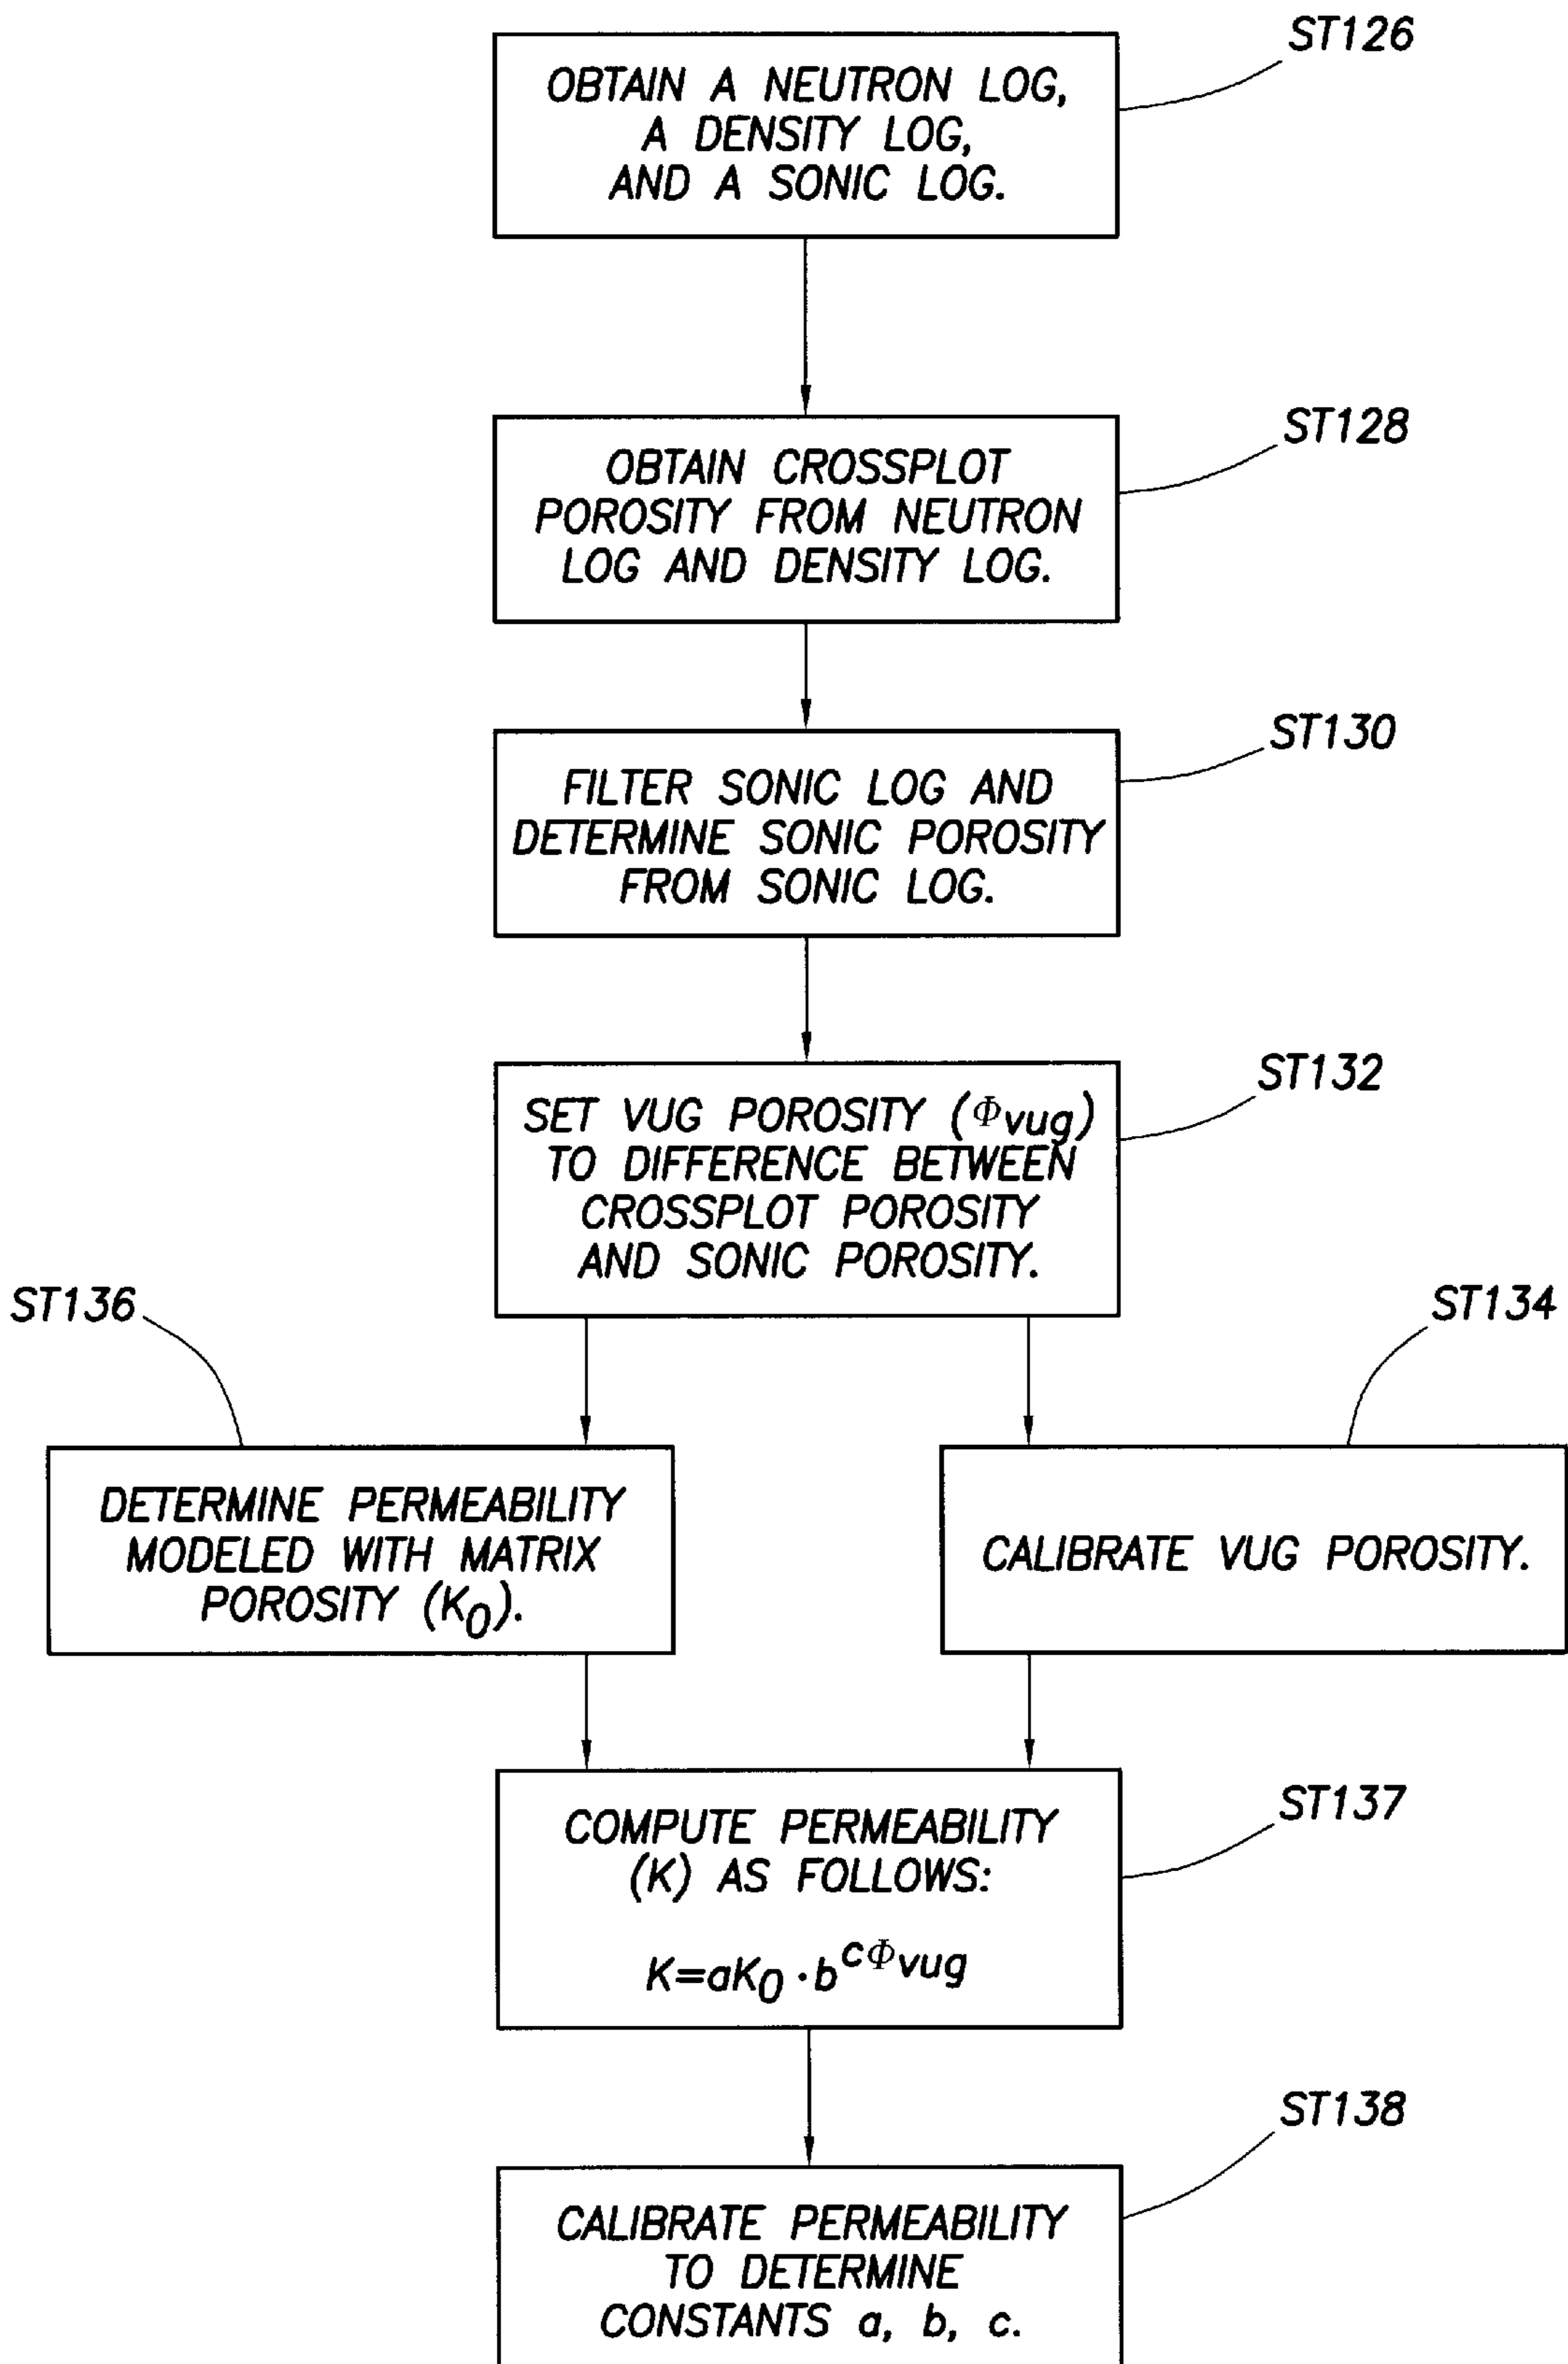 ST126
OBTAIN A NEUTRON LOG,
A DENSITY LOG,
AND A SONIC LOG.
ST128
OBTAIN CROSSPLOT
POROSITY FROM NEUTRON
LOG AND DENSITY LOG.
ST130
FILTER SONIC LOG AND
DETERMINE SONIC POROSITY
FROM SONIC LOG.
ST132
SET VUG POROSITY (Φvug)
TO DIFFERENCE BETWEEN
CROSSPLOT POROSITY
AND SONIC POROSITY.
ST136
DETERMINE PERMEABILITY
MODELED WITH MATRIX
POROSITY (K₀).
ST134
CALIBRATE VUG POROSITY.
ST137
COMPUTE PERMEABILITY
(K) AS FOLLOWS:
K=aK₀·b^cΦvug
ST138
CALIBRATE PERMEABILITY
TO DETERMINE
CONSTANTS a, b, c.